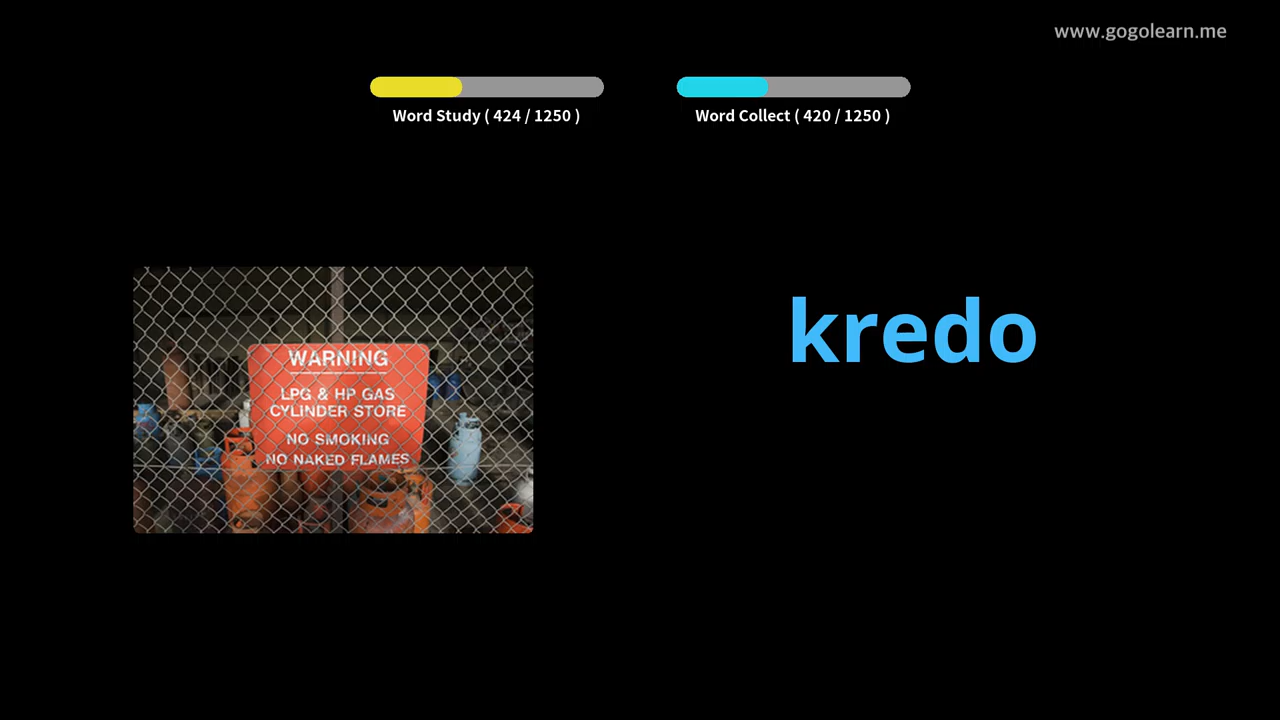 www.gogolearn.me
Word Study ( 424 / 1250 )
Word Collect ( 420 / 1250 )
WARNING
LPG & HP GAS
CYLINDER STORE
NO SMOKING
NO NAKED FLAMES
kredo